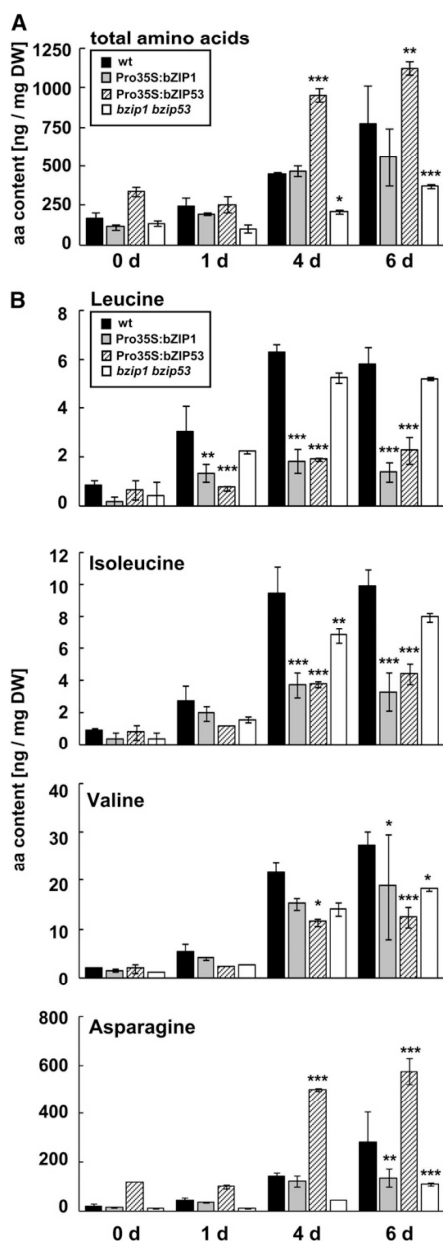 A
total amino acids
wt
Pro35S:bZIP1
Pro35S:bZIP53
bzip1 bzip53
aa content [ng / mg DW]
1250
1000
750
500
250
0
***
*
**
***
0 d 1 d 4 d 6 d
B
Leucine
wt
Pro35S:bZIP1
Pro35S:bZIP53
bzip1 bzip53
8
6
4
2
0
** ***
*** ***
*** ***
aa content [ng / mg DW]
Isoleucine
12
10
8
6
4
2
0
*** *** **
*** ***
Valine
40
30
20
10
0
*
* *** *
Asparagine
800
600
400
200
0
***
** *** ***
0 d 1 d 4 d 6 d